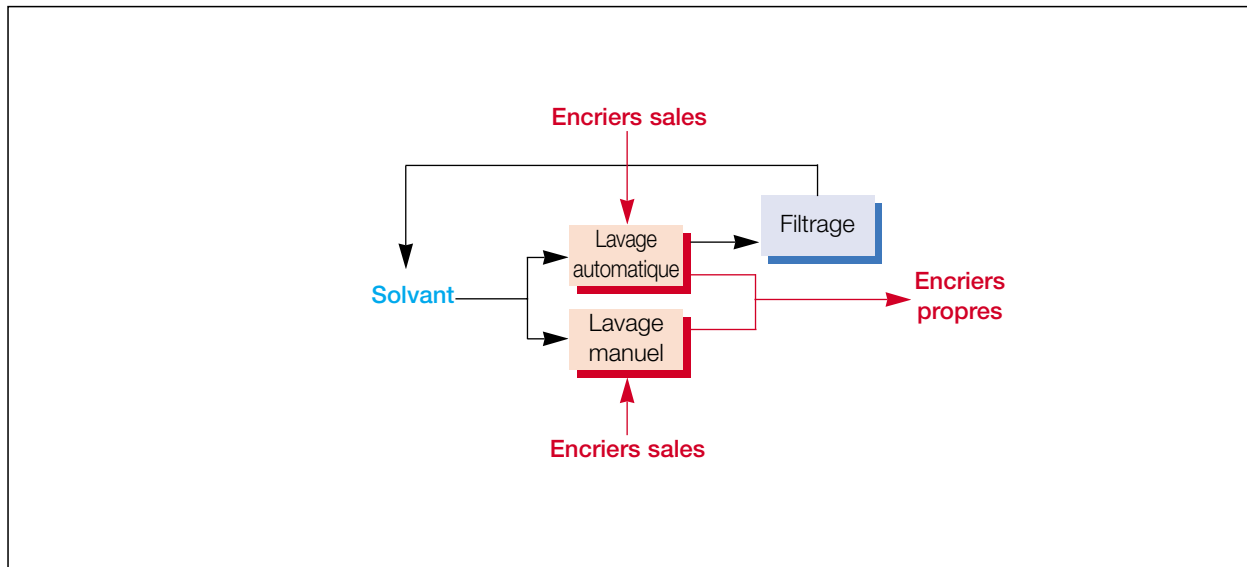 Encriers sales
Filtrage
Lavage
automatique
Solvant
Encriers
propres
Lavage
manuel
Encriers sales